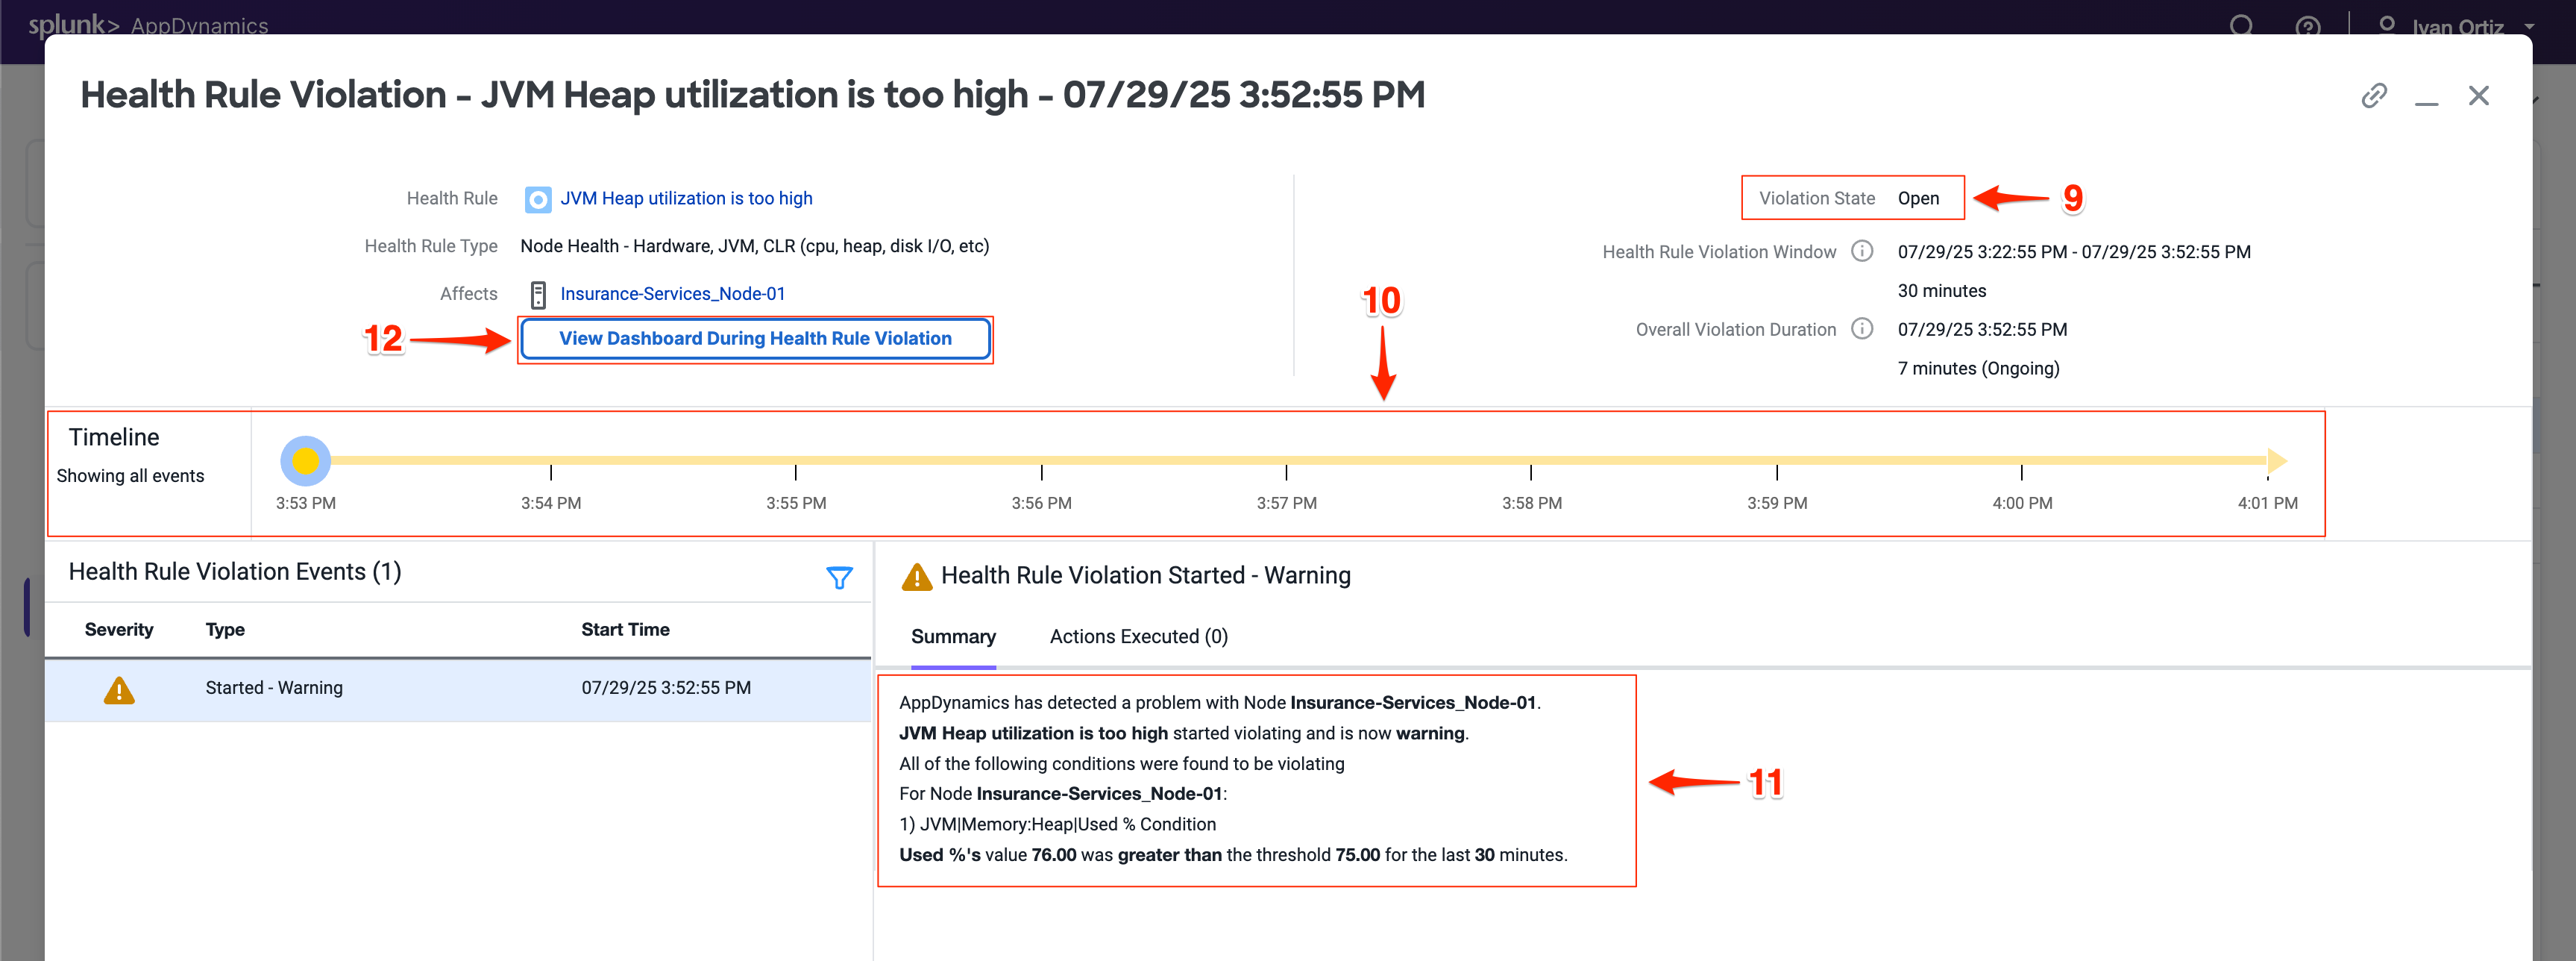 splunk> AppDynamics
Ivan Ortiz
Health Rule Violation - JVM Heap utilization is too high - 07/29/25 3:52:55 PM
Health Rule JVM Heap utilization is too high
Health Rule Type Node Health - Hardware, JVM, CLR (cpu, heap, disk I/O, etc)
Affects Insurance-Services_Node-01
12 View Dashboard During Health Rule Violation
Violation State Open 9
Health Rule Violation Window 07/29/25 3:22:55 PM - 07/29/25 3:52:55 PM
30 minutes
Overall Violation Duration 07/29/25 3:52:55 PM
7 minutes (Ongoing)
10
Timeline
Showing all events
3:53 PM 3:54 PM 3:55 PM 3:56 PM 3:57 PM 3:58 PM 3:59 PM 4:00 PM 4:01 PM
Health Rule Violation Events (1)
Severity Type Start Time
Started - Warning 07/29/25 3:52:55 PM
Health Rule Violation Started - Warning
Summary Actions Executed (0)
AppDynamics has detected a problem with Node Insurance-Services_Node-01.
JVM Heap utilization is too high started violating and is now warning.
All of the following conditions were found to be violating
For Node Insurance-Services_Node-01:
1) JVM|Memory:Heap|Used % Condition
Used %'s value 76.00 was greater than the threshold 75.00 for the last 30 minutes.
11